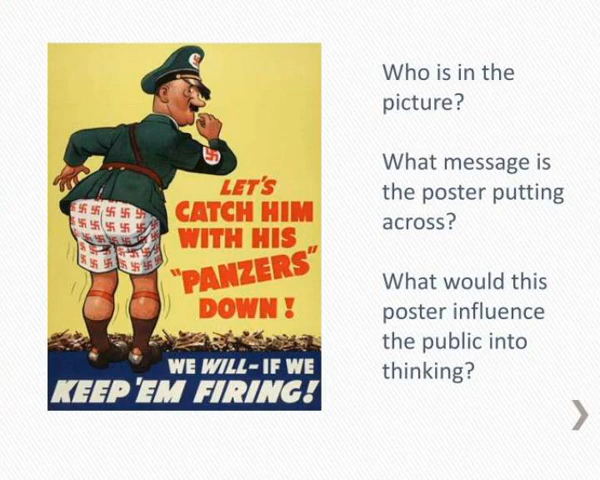 LET'S
CATCH HIM
WITH HIS
"PANZERS"
DOWN!
WE WILL- IF WE
KEEP 'EM FIRING!
Who is in the
picture?
What message is
the poster putting
across?
What would this
poster influence
the public into
thinking?